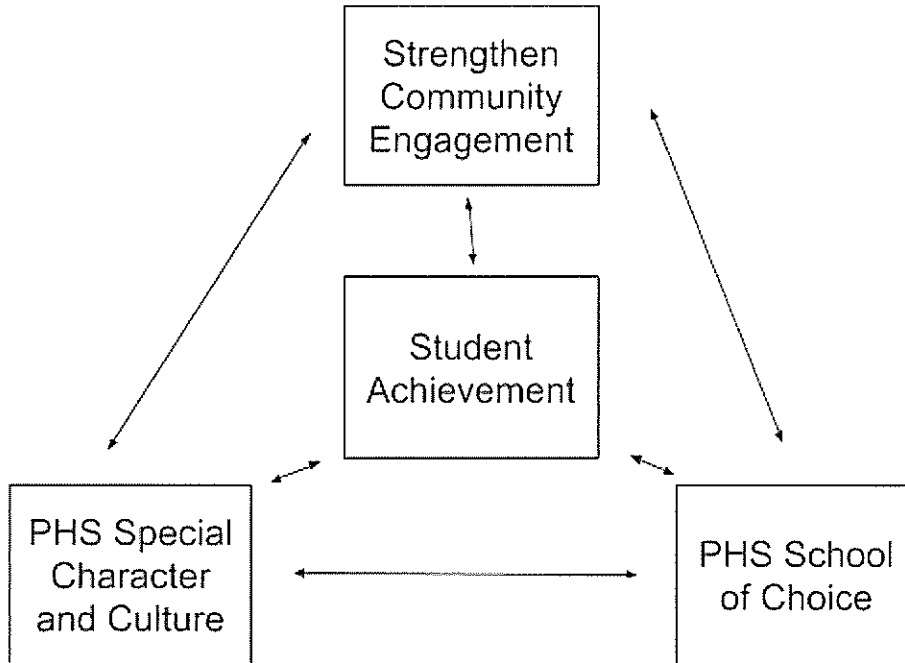 Strengthen
Community
Engagement
Student
Achievement
PHS Special
Character
and Culture
PHS School
of Choice